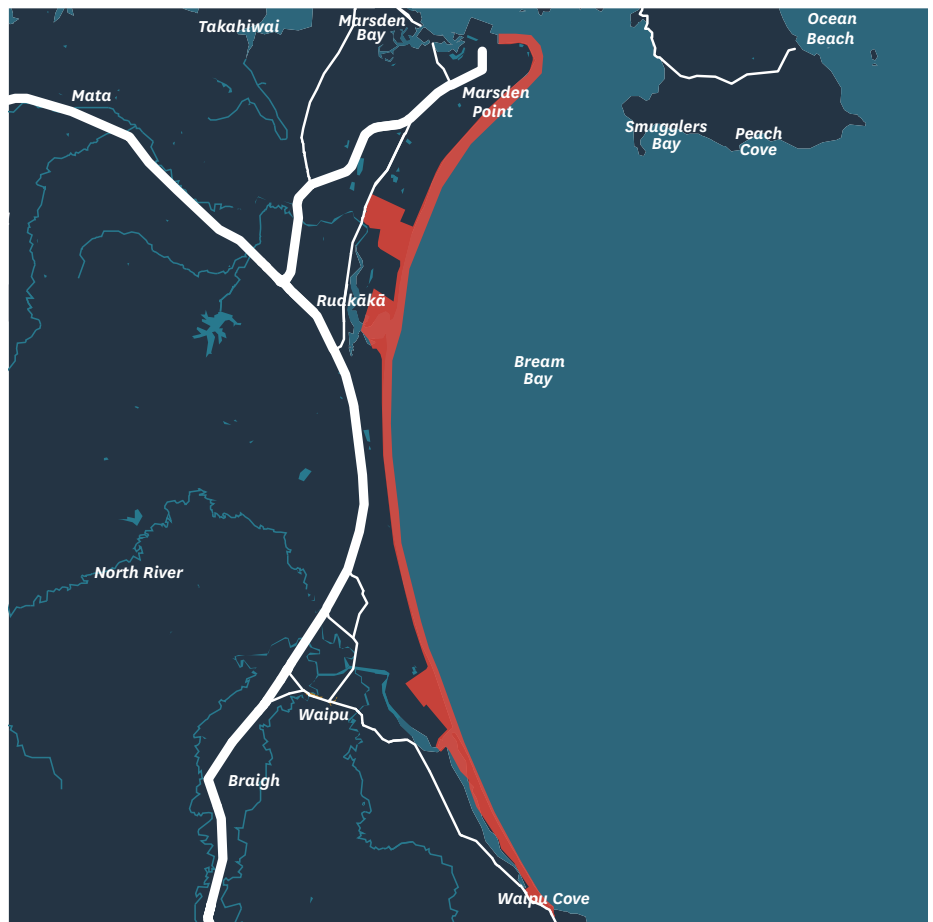 Takahiwai
Marsden
Bay
Ocean
Beach
Mata
Marsden
Point
Smugglers
Bay
Peach
Cove
Ruakākā
Bream
Bay
North River
Waipu
Braigh
Waipu Cove